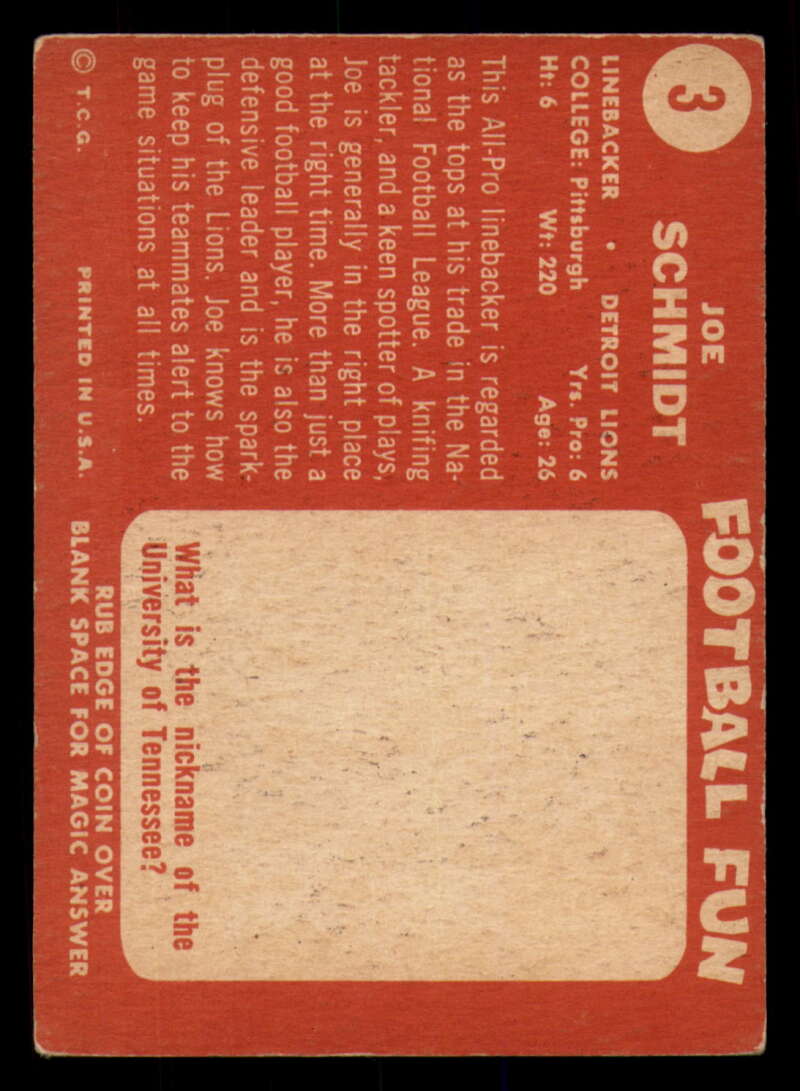 3
JOE
SCHMIDT
LINEBACKER • DETROIT LIONS
COLLEGE: Pittsburgh Yrs. Pro: 6
Ht: 6 Wt: 220 Age: 26
This All-Pro linebacker is regarded
as the tops at his trade in the Na-
tional Football League. A knifing
tackler, and a keen spotter of plays,
Joe is generally in the right place
at the right time. More than just a
good football player, he is also the
defensive leader and is the spark-
plug of the Lions. Joe knows how
to keep his teammates alert to the
game situations at all times.
© T.C.G. PRINTED IN U.S.A.
FOOTBALL FUN
What is the nickname of the
University of Tennessee?
RUB EDGE OF COIN OVER
BLANK SPACE FOR MAGIC ANSWER